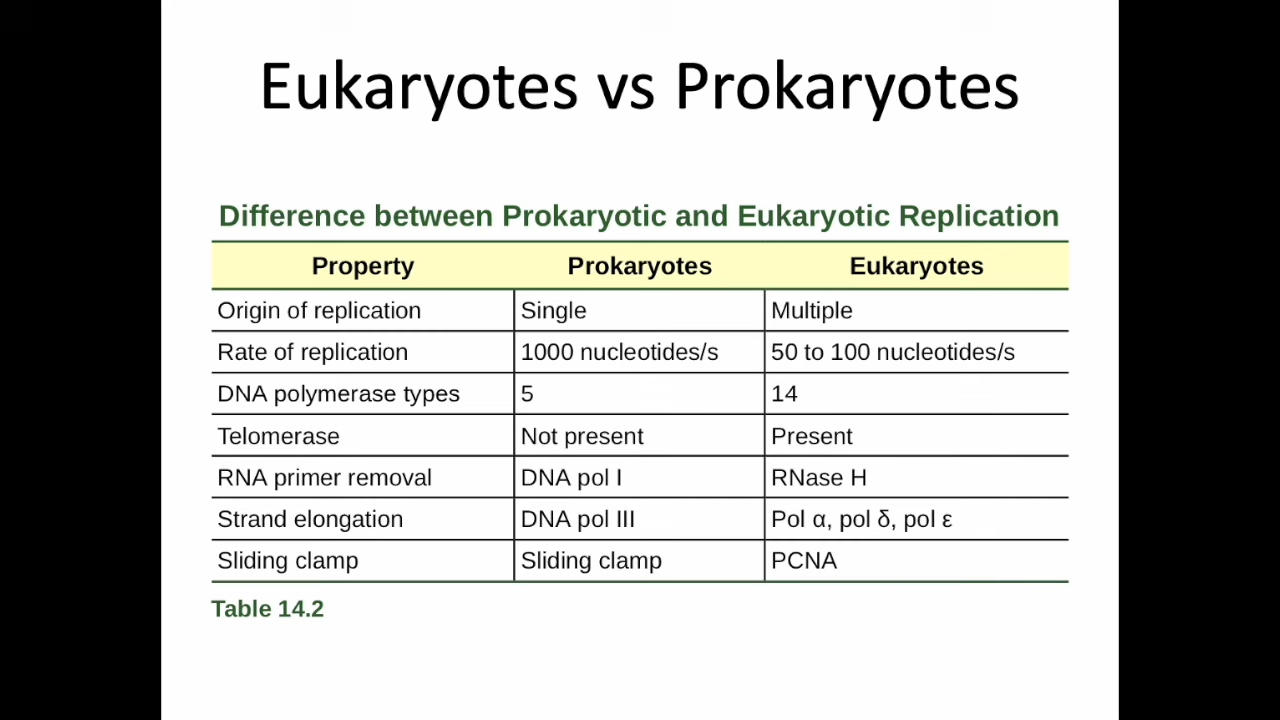 Eukaryotes vs Prokaryotes
Difference between Prokaryotic and Eukaryotic Replication
Property Prokaryotes Eukaryotes
Origin of replication Single Multiple
Rate of replication 1000 nucleotides/s 50 to 100 nucleotides/s
DNA polymerase types 5 14
Telomerase Not present Present
RNA primer removal DNA pol I RNase H
Strand elongation DNA pol III Pol α, pol δ, pol ε
Sliding clamp Sliding clamp PCNA
Table 14.2